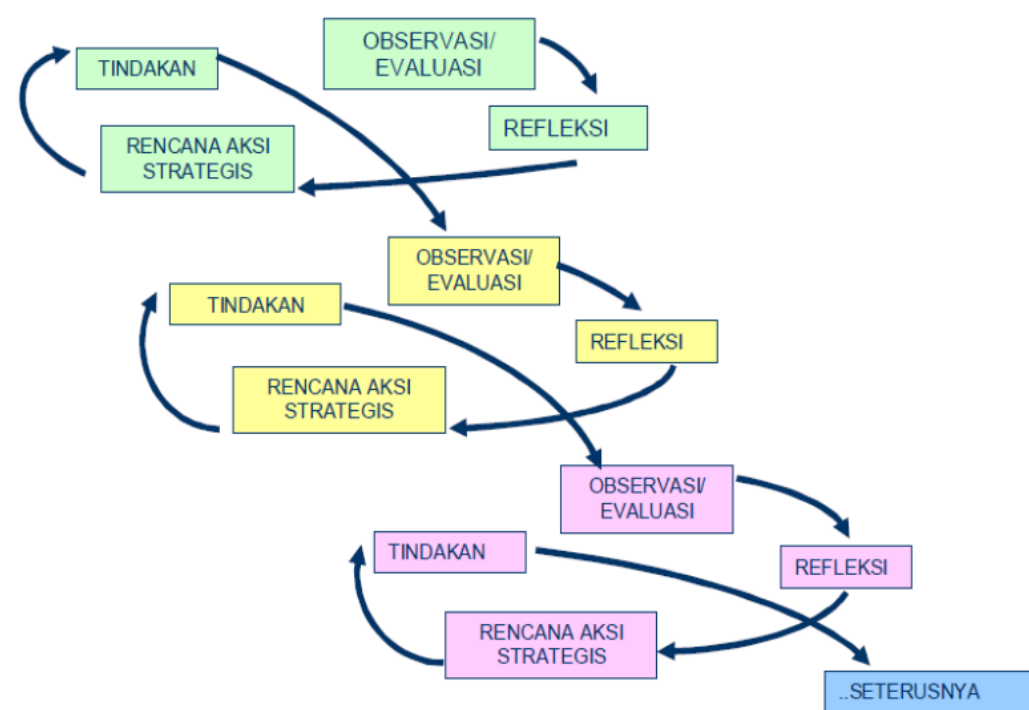 OBSERVASI/
EVALUASI
TINDAKAN
REFLEKSI
RENCANA AKSI
STRATEGIS
OBSERVASI/
EVALUASI
TINDAKAN
REFLEKSI
RENCANA AKSI
STRATEGIS
OBSERVASI/
EVALUASI
TINDAKAN
REFLEKSI
RENCANA AKSI
STRATEGIS
..SETERUSNYA